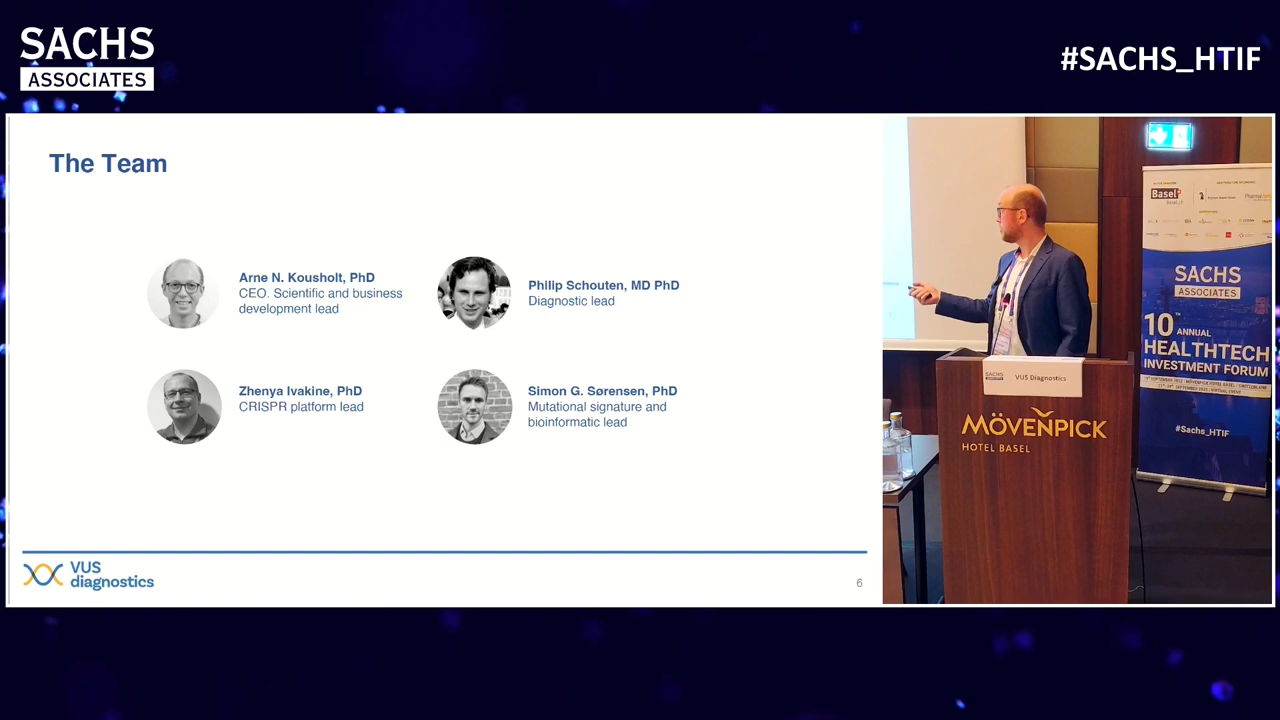 SACHS
ASSOCIATES
#SACHS_HTIF
The Team
Arne N. Kousholt, PhD
CEO. Scientific and business
development lead
Philip Schouten, MD PhD
Diagnostic lead
Zhenya Ivakine, PhD
CRISPR platform lead
Simon G. Sørensen, PhD
Mutational signature and
bioinformatic lead
VUS
diagnostics
6
Basel
SACHS
ASSOCIATES
10TH ANNUAL
HEALTHTECH
INVESTMENT FORUM
#Sachs_HTIF
SACHS
VUS Diagnostics
MÖVENPICK
HOTEL BASEL